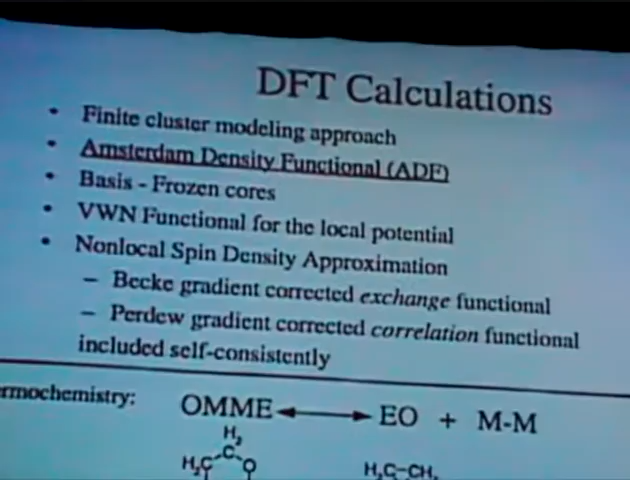 DFT Calculations
• Finite cluster modeling approach
• Amsterdam Density Functional (ADF)
• Basis - Frozen cores
• VWN Functional for the local potential
• Nonlocal Spin Density Approximation
– Becke gradient corrected exchange functional
– Perdew gradient corrected correlation functional
included self-consistently
rmochemistry: OMME ⟷ EO + M-M
H₂
H₂C C O H₂C–CH₂